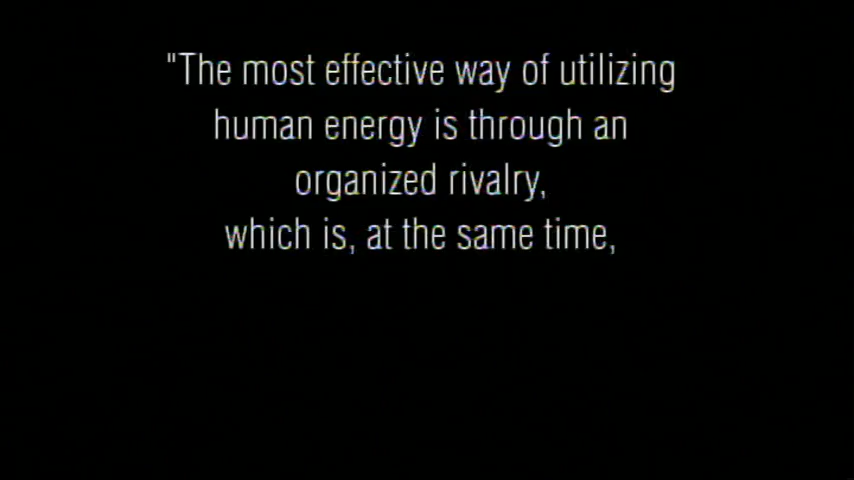 "The most effective way of utilizing
human energy is through an
organized rivalry,
which is, at the same time,